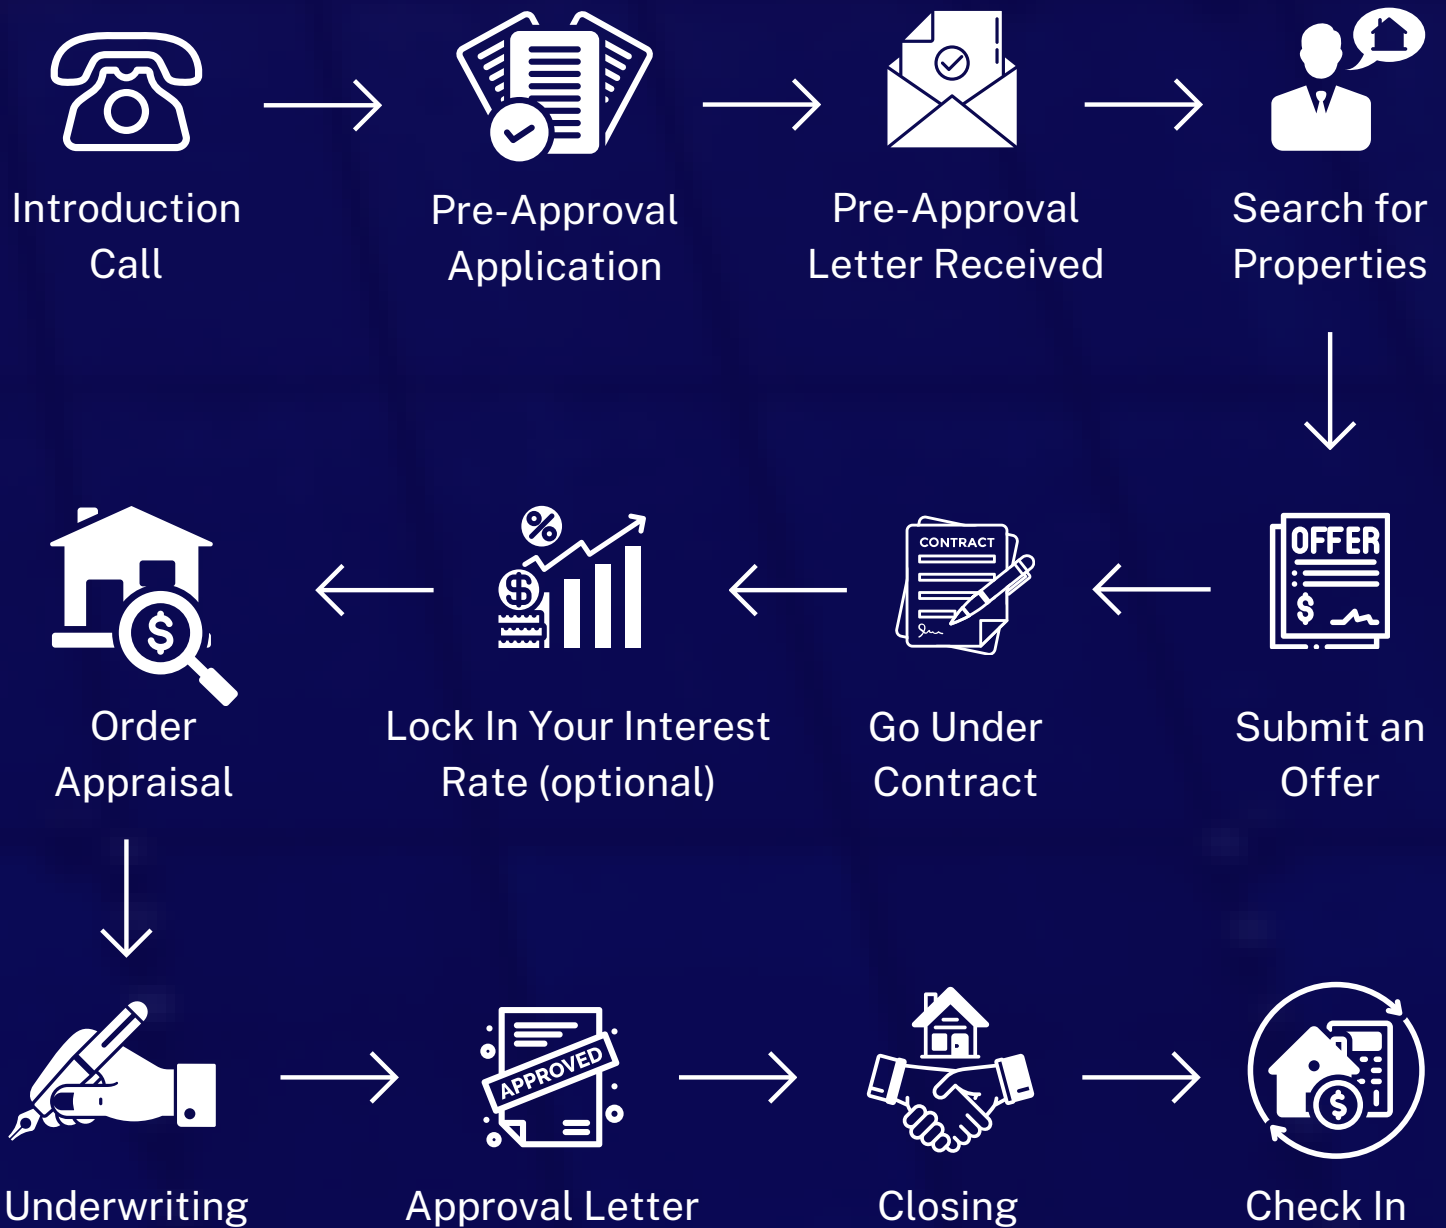 Introduction
Call
Pre-Approval
Application
Pre-Approval
Letter Received
Search for
Properties
OFFER
$
Submit an
Offer
CONTRACT
Go Under
Contract
%
$
Lock In Your Interest
Rate (optional)
$
Order
Appraisal
Underwriting
APPROVED
Approval Letter
Closing
$
Check In